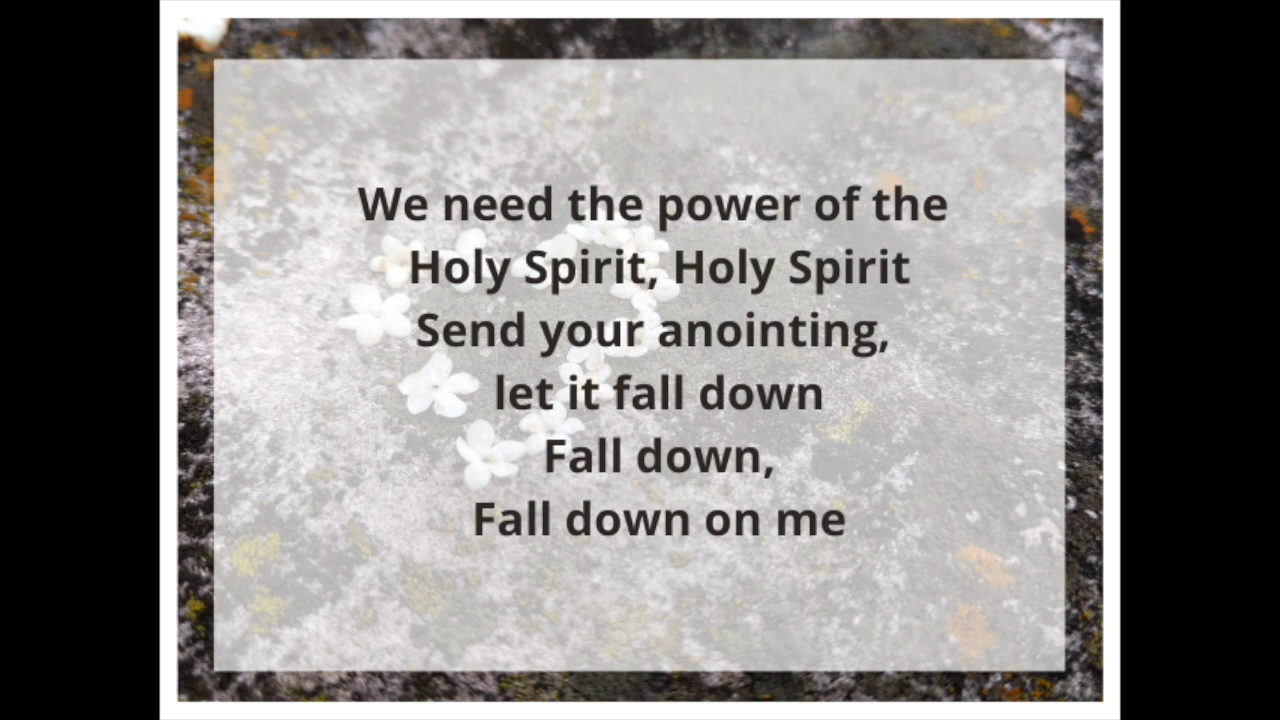 We need the power of the
Holy Spirit, Holy Spirit
Send your anointing,
let it fall down
Fall down,
Fall down on me